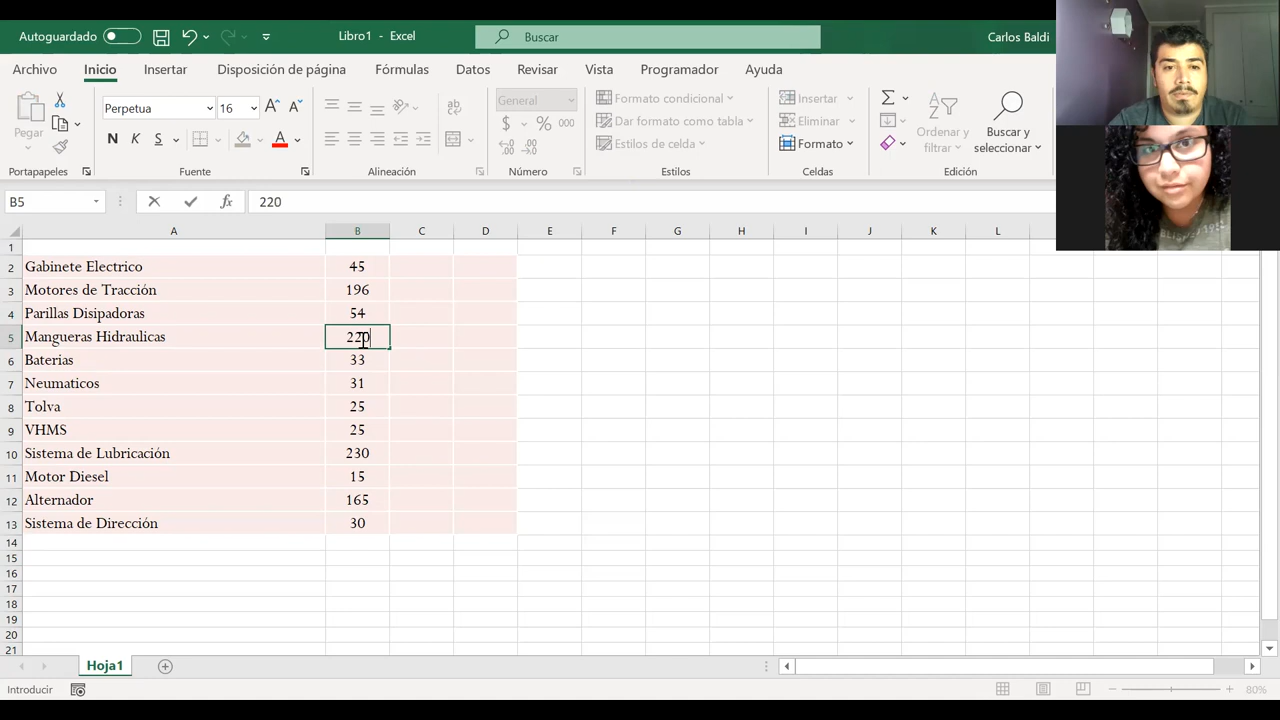 Autoguardado Libro1 - Excel Buscar Carlos Baldi
Archivo Inicio Insertar Disposición de página Fórmulas Datos Revisar Vista Programador Ayuda
Pegar Perpetua 16 General Formato condicional Insertar
N K S A $ % 000 Dar formato como tabla Eliminar Ordenar y filtrar Buscar y seleccionar
Estilos de celda Formato
Portapapeles Fuente Alineación Número Estilos Celdas Edición
B5 fx 220
A B C D E F G H I J K L
1
2 Gabinete Electrico 45
3 Motores de Tracción 196
4 Parillas Disipadoras 54
5 Mangueras Hidraulicas 220
6 Baterias 33
7 Neumaticos 31
8 Tolva 25
9 VHMS 25
10 Sistema de Lubricación 230
11 Motor Diesel 15
12 Alternador 165
13 Sistema de Dirección 30
14
15
16
17
18
19
20
21
Hoja1
Introducir 80%